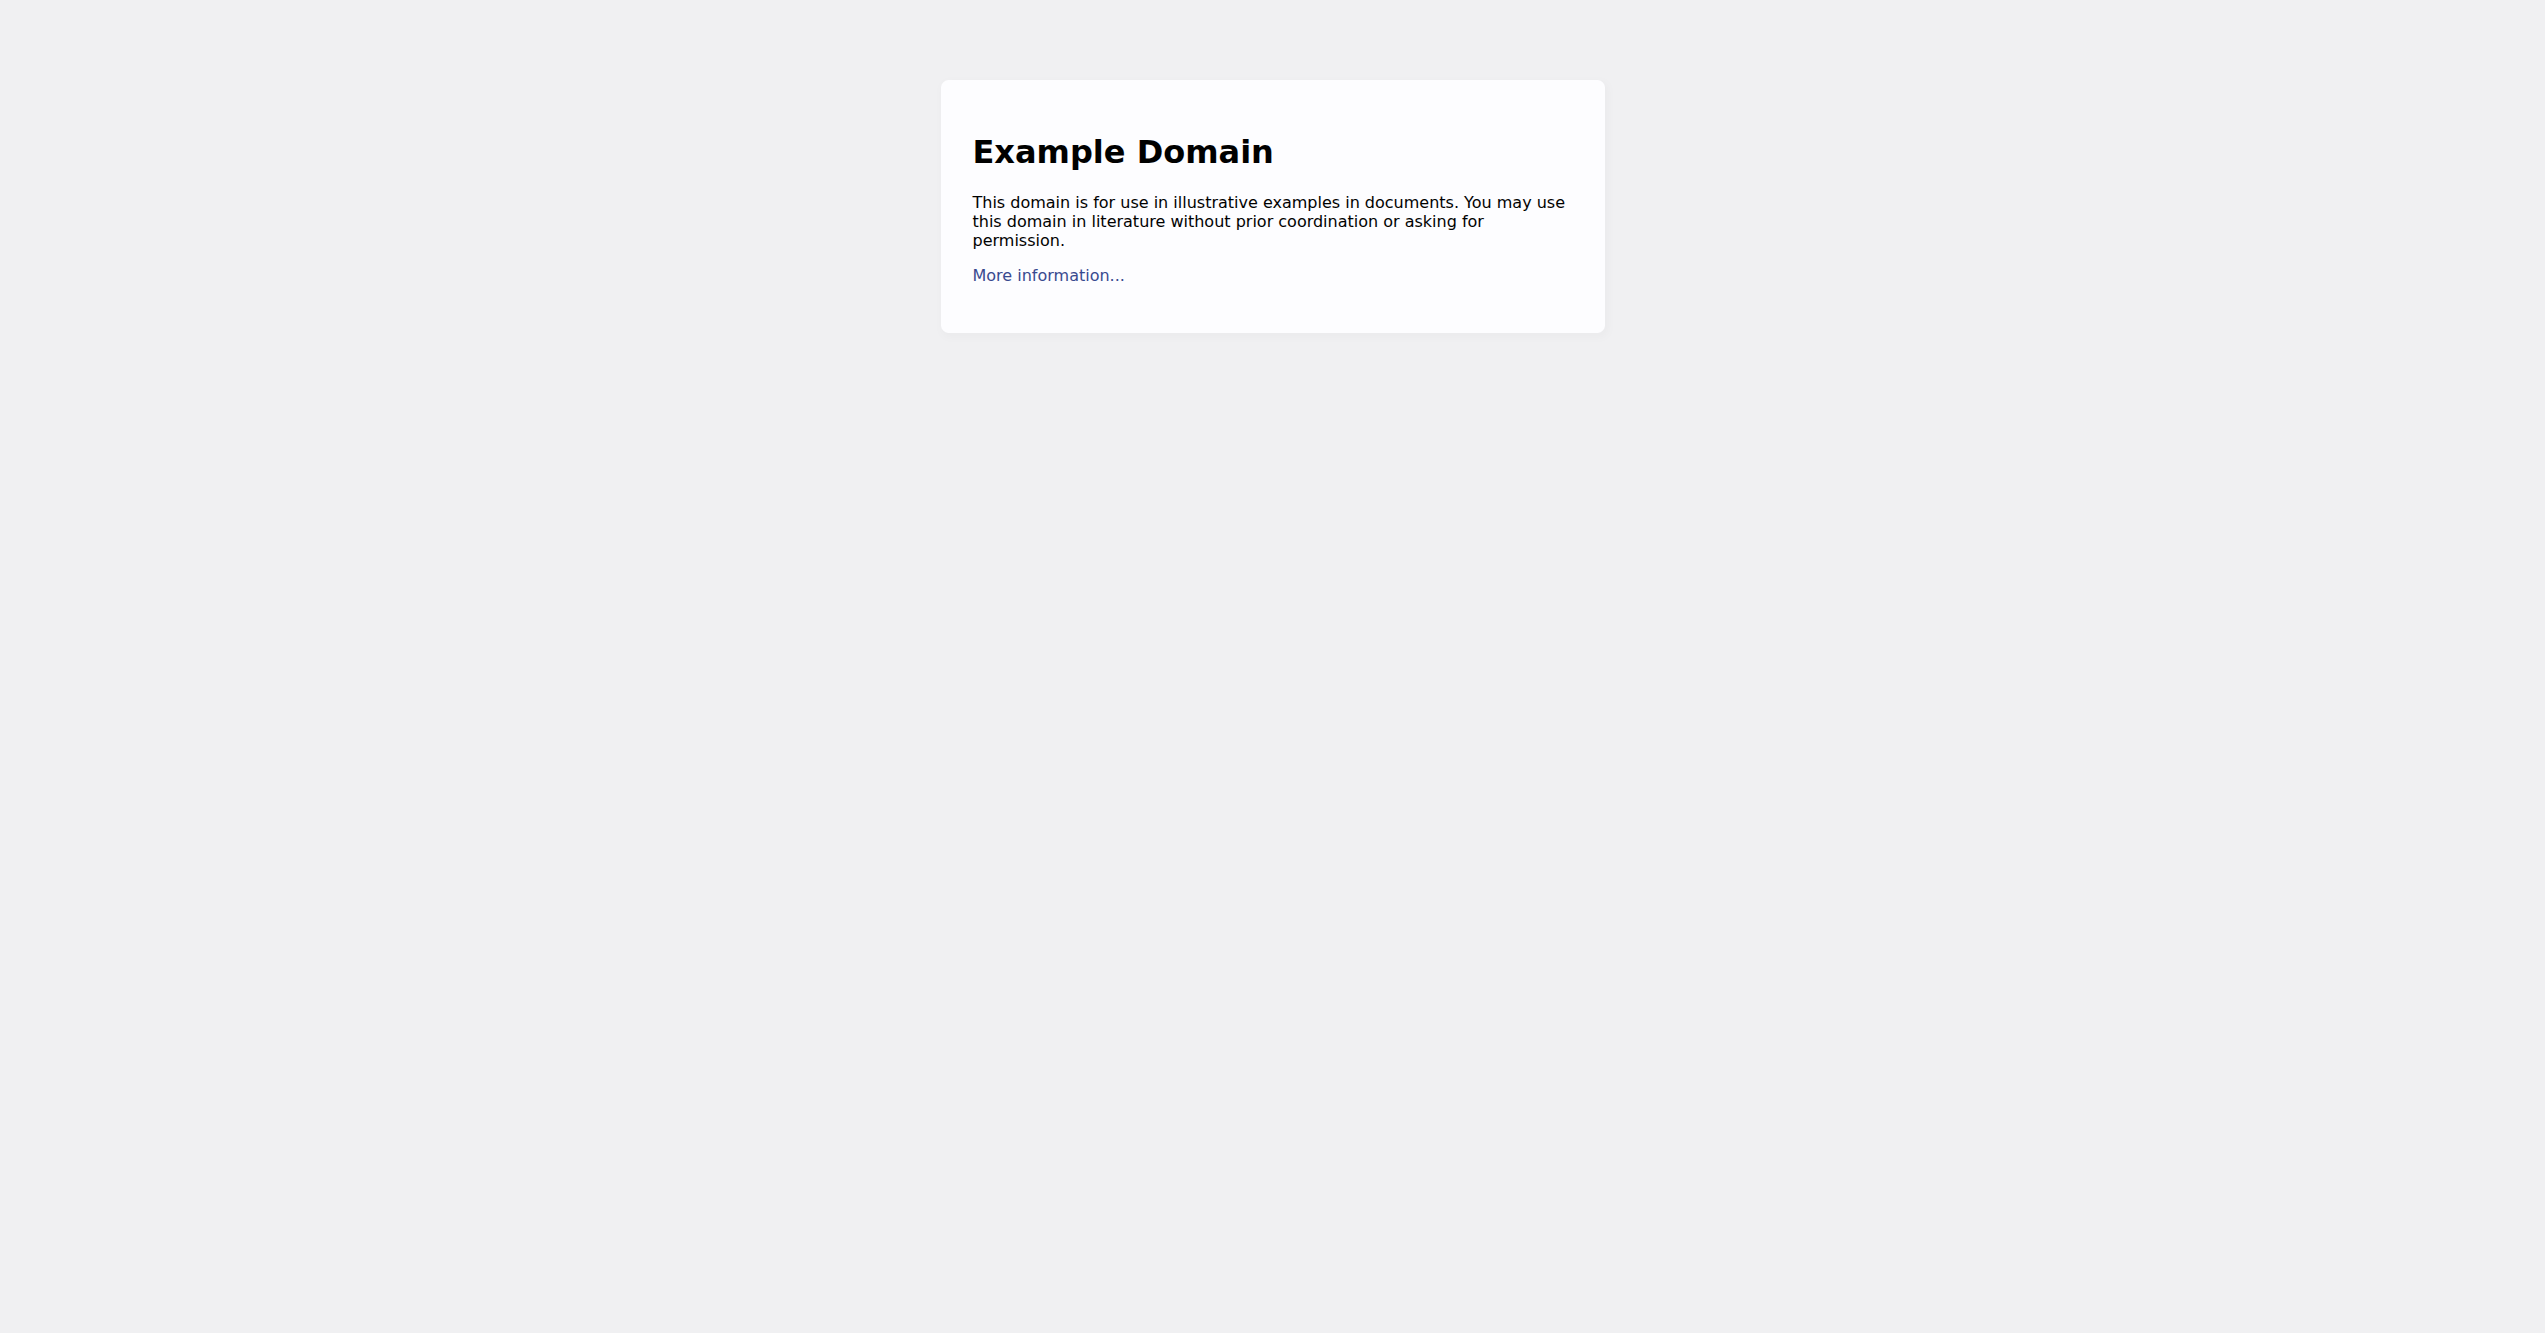 Example Domain
This domain is for use in illustrative examples in documents. You may use
this domain in literature without prior coordination or asking for
permission.
More information...